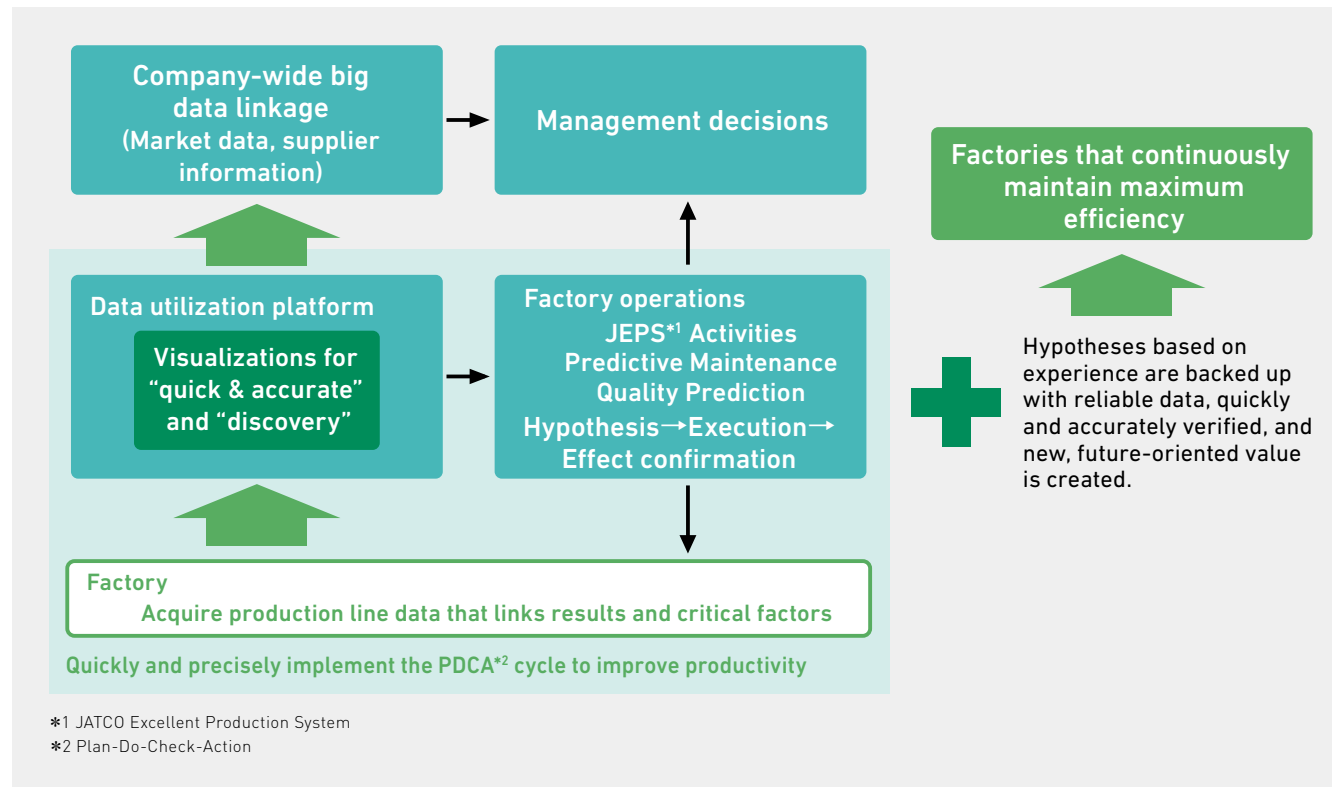 Company-wide big
data linkage
(Market data, supplier
information)
Management decisions
Factories that continuously
maintain maximum
efficiency
Data utilization platform
Visualizations for
“quick & accurate”
and “discovery”
Factory operations
JEPS*1 Activities
Predictive Maintenance
Quality Prediction
Hypothesis→Execution→
Effect confirmation
Hypotheses based on
experience are backed up
with reliable data, quickly
and accurately verified, and
new, future-oriented value
is created.
Factory
Acquire production line data that links results and critical factors
Quickly and precisely implement the PDCA*2 cycle to improve productivity
*1 JATCO Excellent Production System
*2 Plan-Do-Check-Action